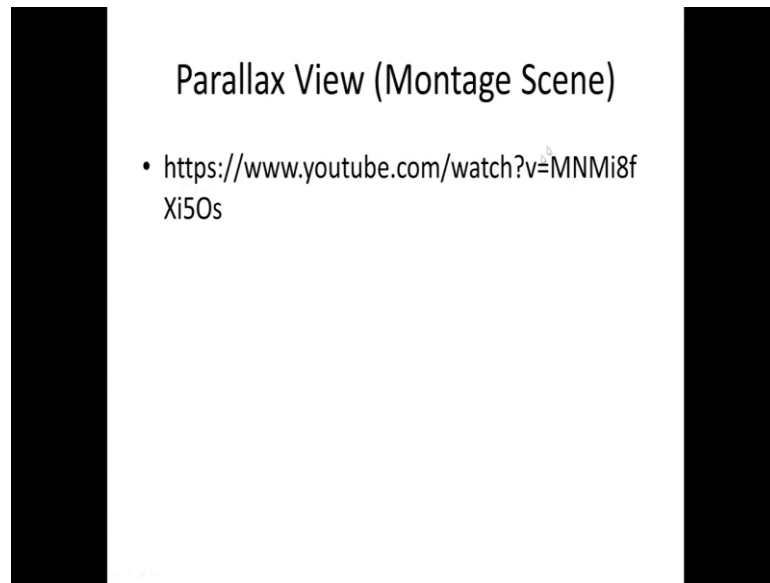 Parallax View (Montage Scene)
• https://www.youtube.com/watch?v=MNMi8f
Xi5Os